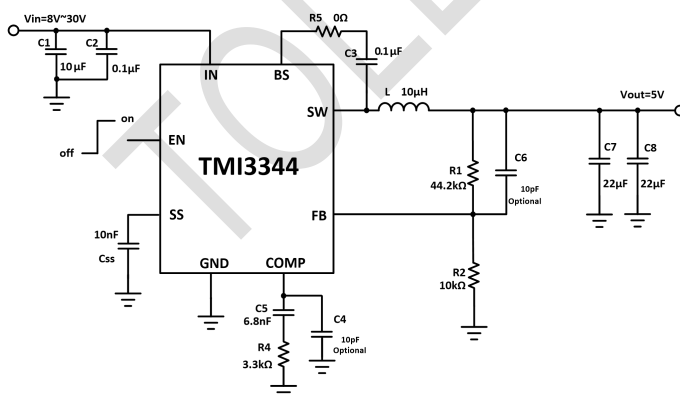 Vin=8V~30V
C1
10μF
C2
0.1μF
R5 0Ω
C3
0.1μF
IN
BS
SW
L 10μH
Vout=5V
on
off
EN
TMI3344
R1
44.2kΩ
C6
10pF
Optional
C7
22μF
C8
22μF
SS
FB
10nF
Css
GND
COMP
R2
10kΩ
C5
6.8nF
C4
10pF
Optional
R4
3.3kΩ